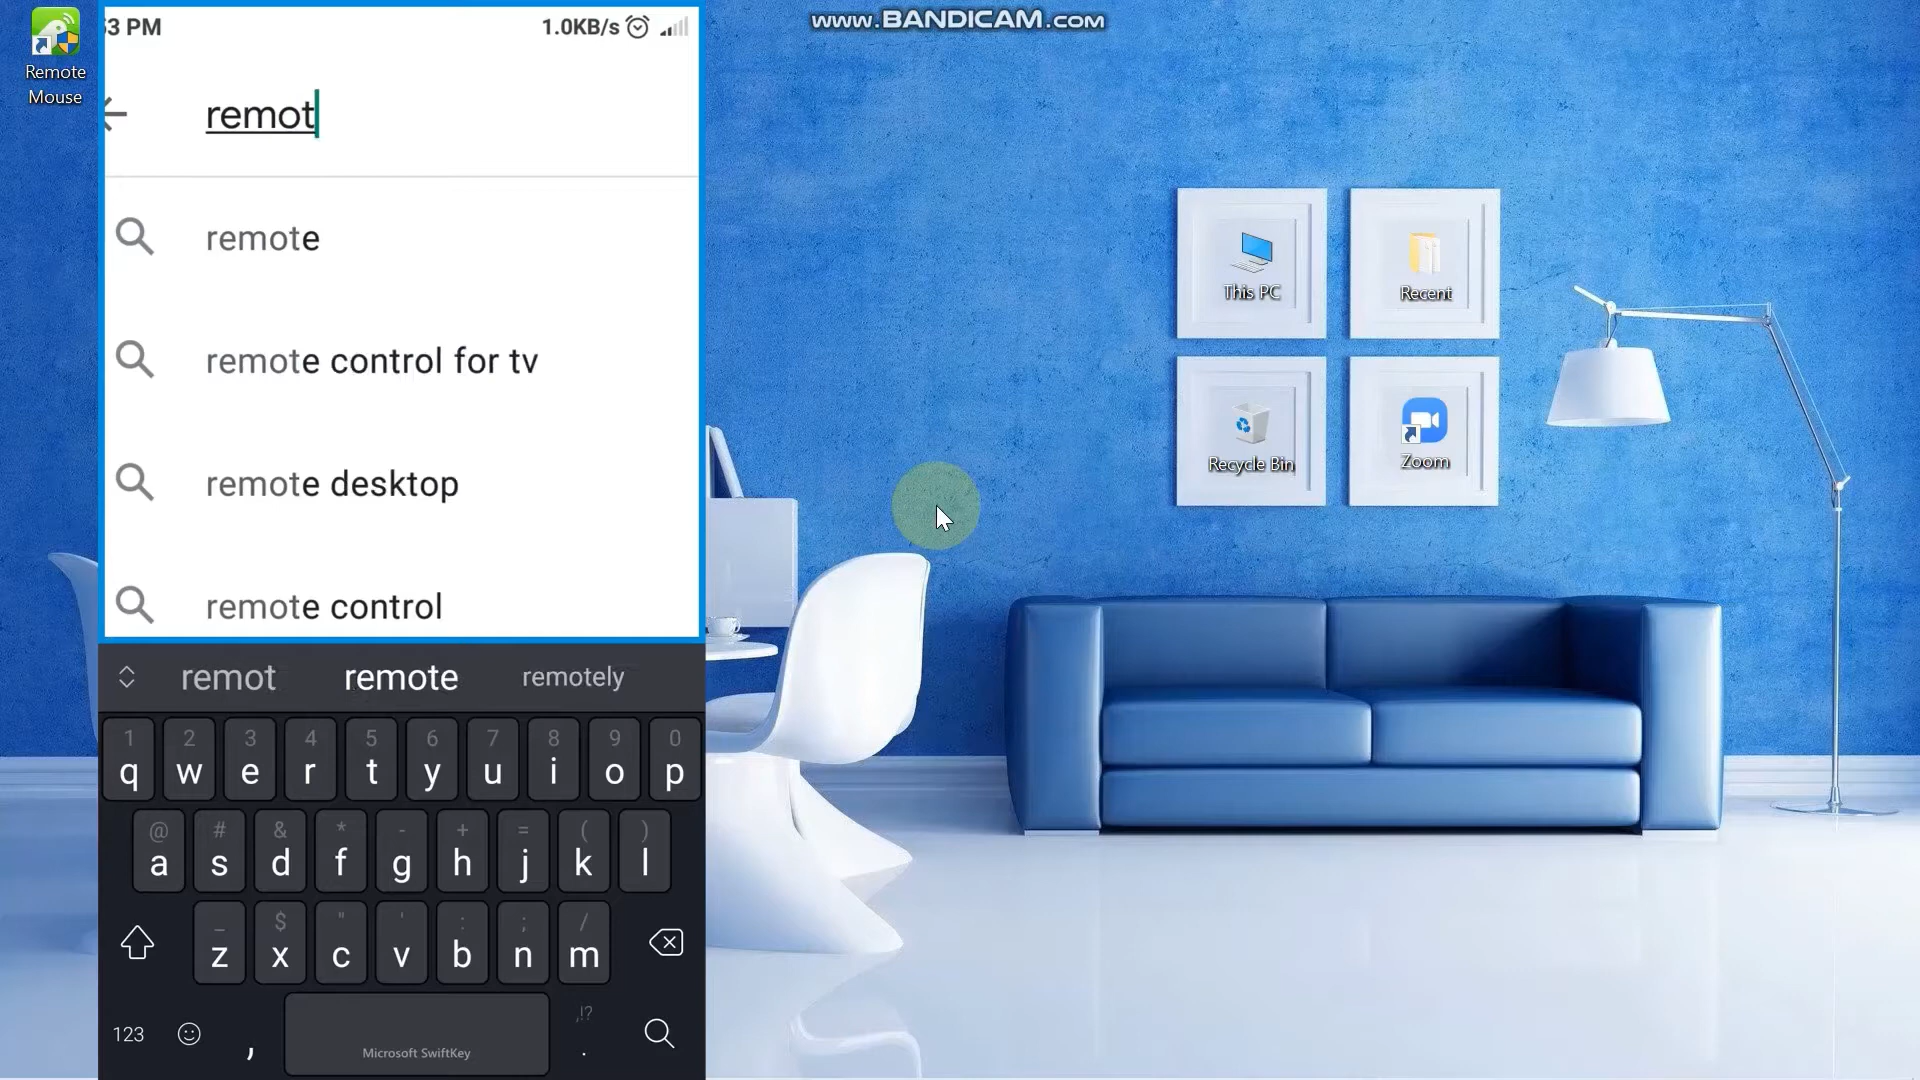 www.BANDICAM.com
Remote
Mouse
3 PM
1.0KB/s
remot
remote
remote control for tv
remote desktop
remote control
remot remote remotely
1 2 3 4 5 6 7 8 9 0
q w e r t y u i o p
@ # & * - + = ( )
a s d f g h j k l
_ $ " ' : ; /
z x c v b n m
123 , ,!? .
Microsoft SwiftKey
This PC
Recent
Recycle Bin
Zoom